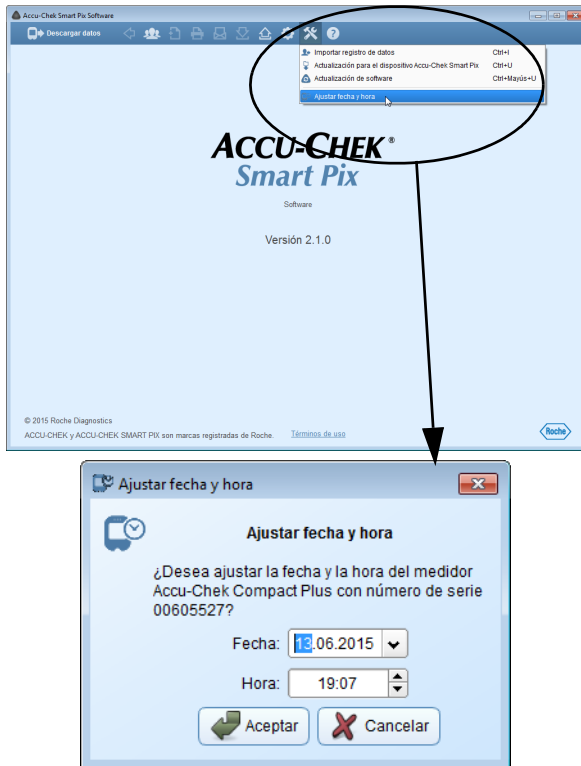 Accu-Chek Smart Pix Software
Descargar datos
Importar registro de datos Ctrl+I
Actualización para el dispositivo Accu-Chek Smart Pix Ctrl+U
Actualización de software Ctrl+Mayús+U
Ajustar fecha y hora
ACCU-CHEK®
Smart Pix
Software
Versión 2.1.0
© 2015 Roche Diagnostics
ACCU-CHEK y ACCU-CHEK SMART PIX son marcas registradas de Roche. Términos de uso
Roche
Ajustar fecha y hora
Ajustar fecha y hora
¿Desea ajustar la fecha y la hora del medidor
Accu-Chek Compact Plus con número de serie
00605527?
Fecha: 13.06.2015
Hora: 19:07
Aceptar Cancelar